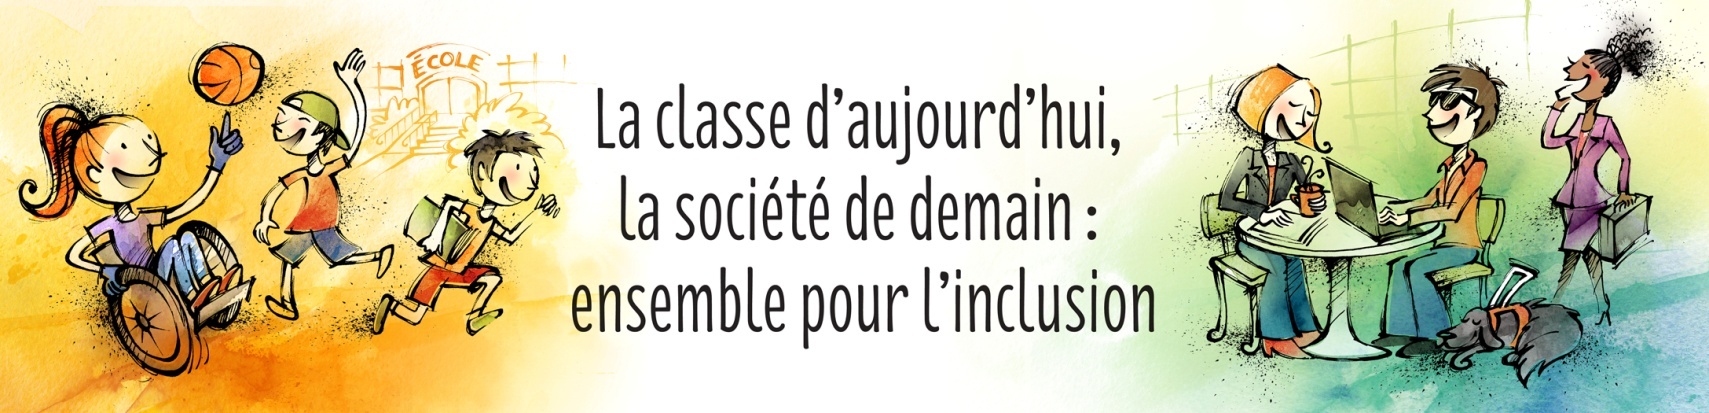 ÉCOLE
La classe d'aujourd'hui,
la société de demain :
ensemble pour l'inclusion